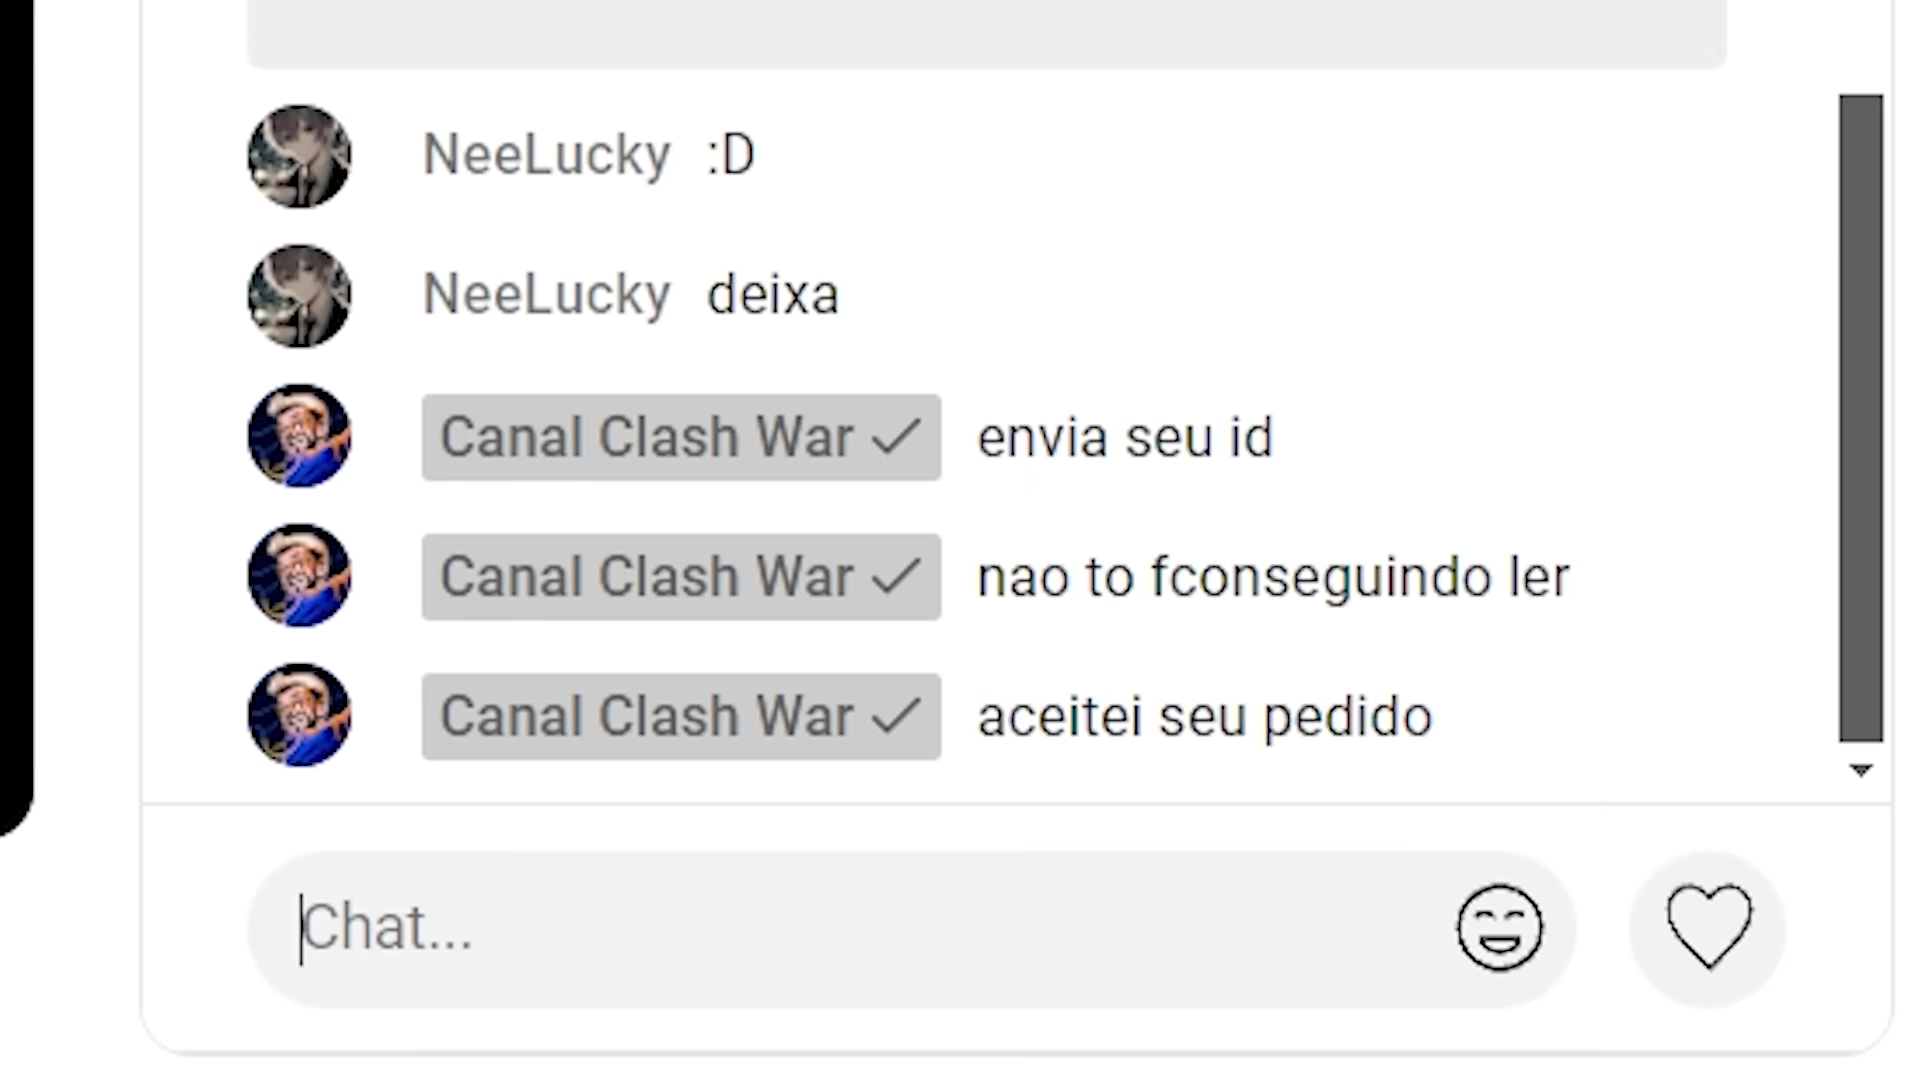 NeeLucky :D
NeeLucky deixa
Canal Clash War envia seu id
Canal Clash War nao to fconseguindo ler
Canal Clash War aceitei seu pedido
Chat...